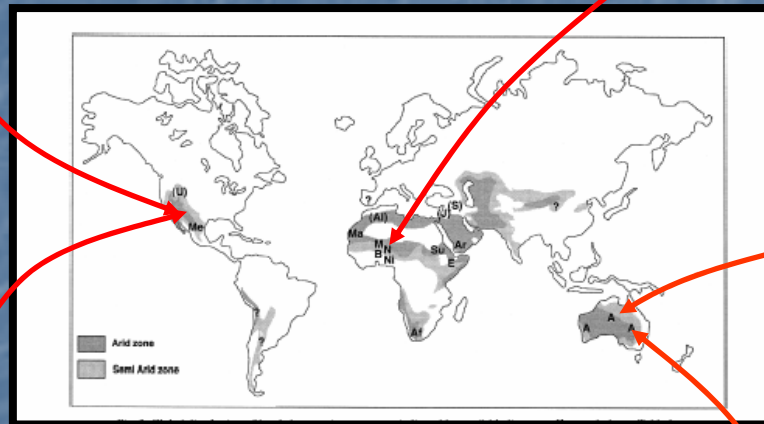 (U)
Me
?
(Al)
(J)
(S)
?
Ma
M
N
B
Ni
Su
Ar
E
Af
?
?
A
A
A
Arid zone
Semi Arid zone